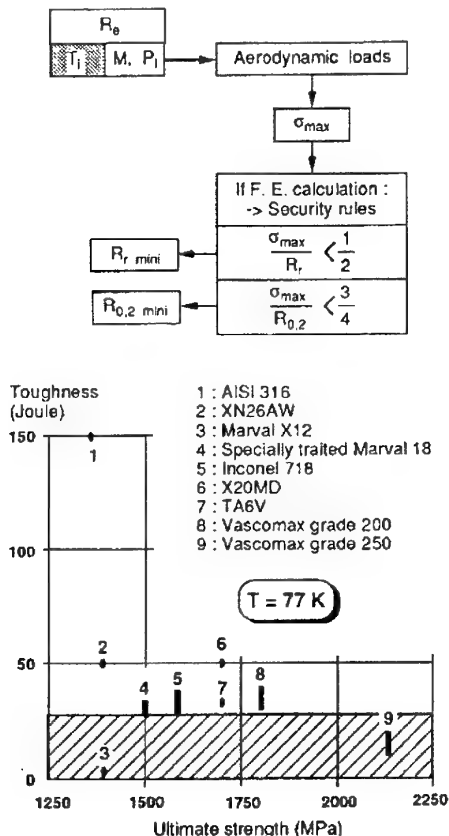 Re
Ti M, Pi Aerodynamic loads
σmax
If F. E. calculation :
-> Security rules
Rr mini σmax / Rr < 1/2
R0,2 mini σmax / R0,2 < 3/4
Toughness
(Joule)
1 : AISI 316
2 : XN26AW
3 : Marval X12
4 : Specially traited Marval 18
5 : Inconel 718
6 : X20MD
7 : TA6V
8 : Vascomax grade 200
9 : Vascomax grade 250
T = 77 K
150
1
100
2 6
50
4 5 7 8
9
3
0
1250 1500 1750 2000 2250
Ultimate strength (MPa)